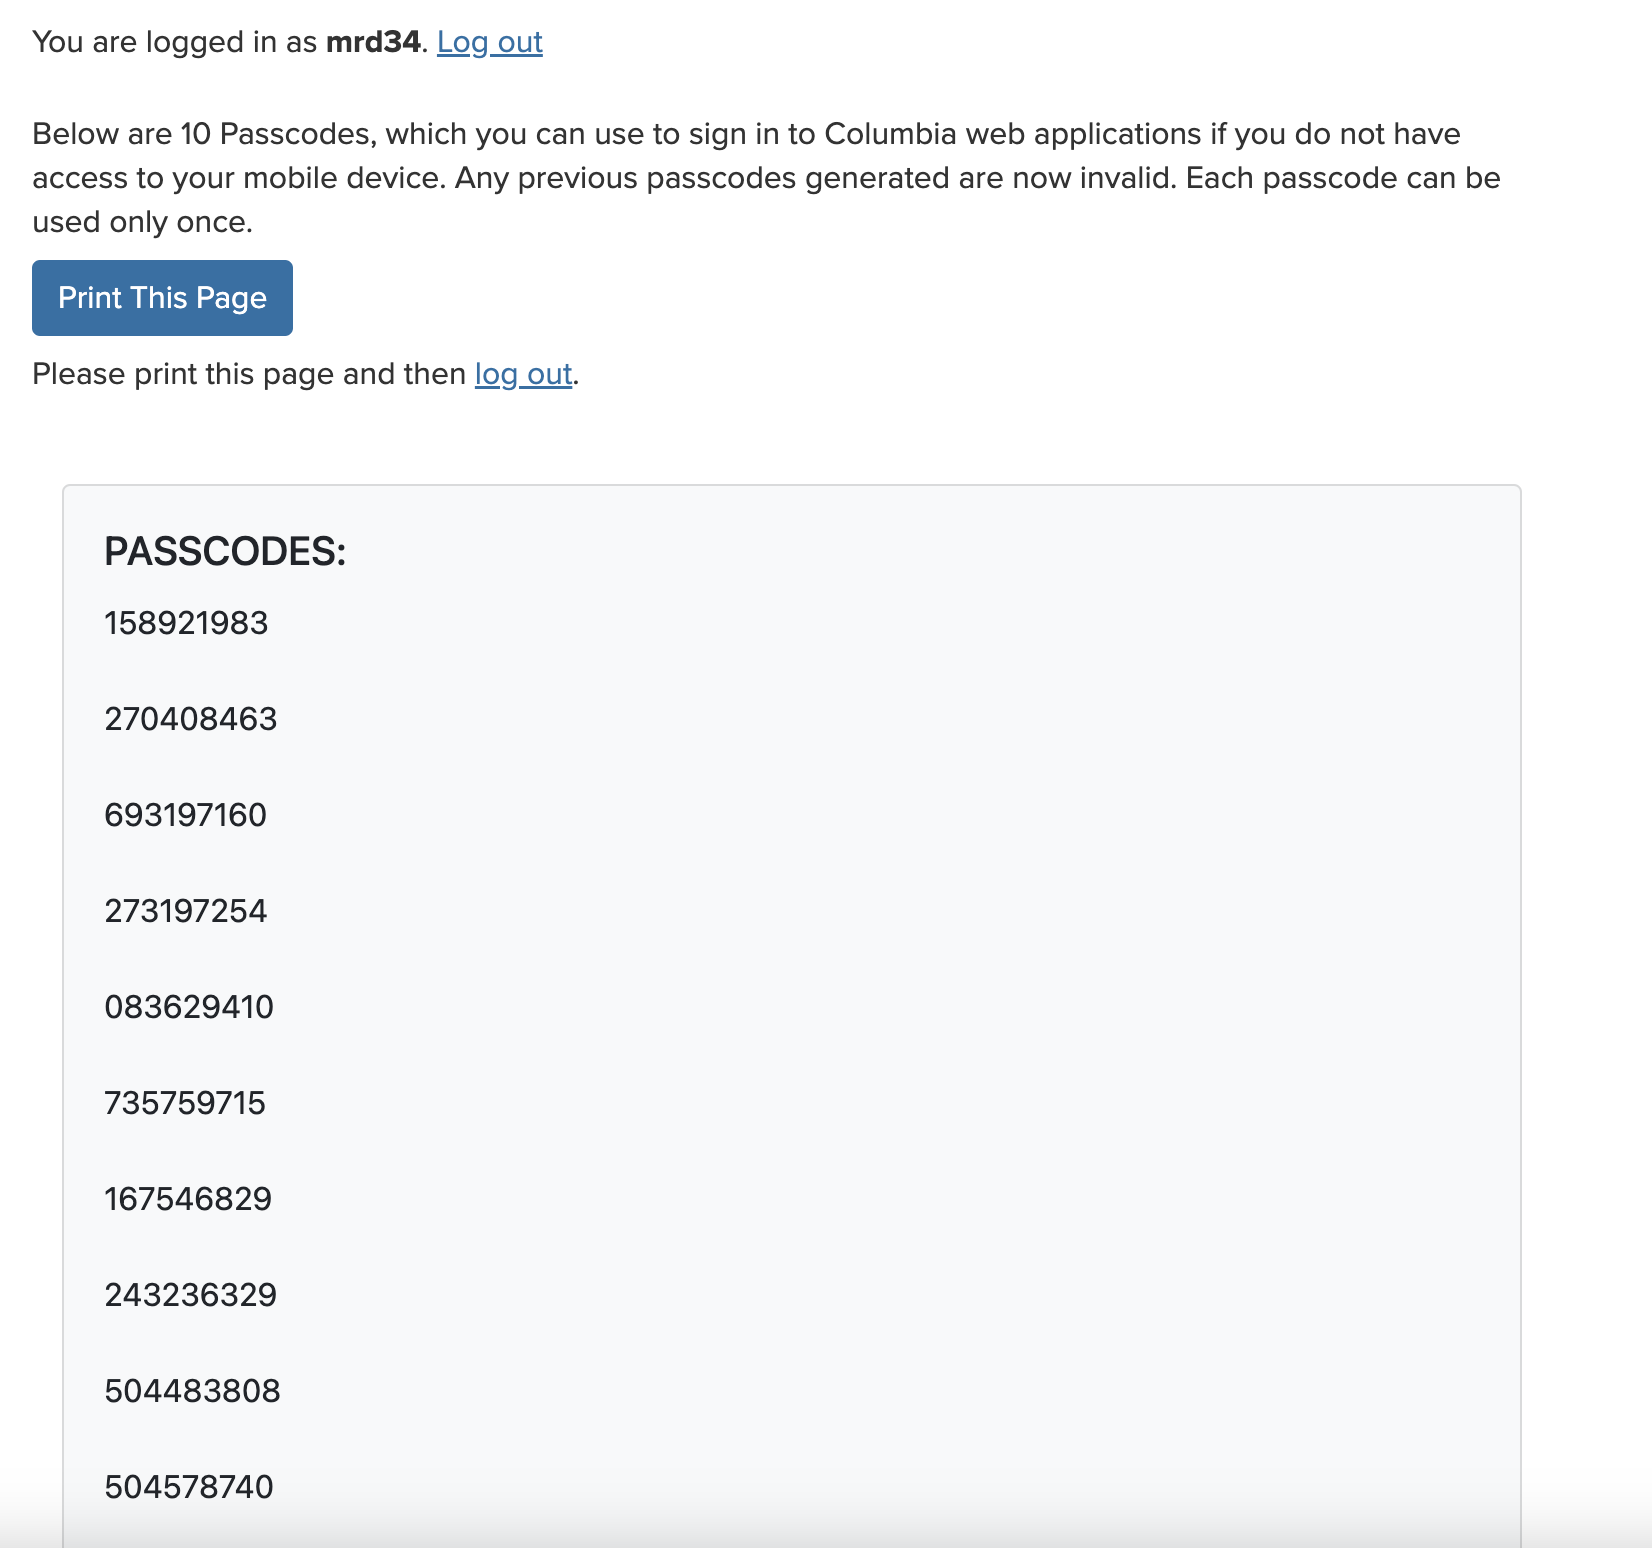 You are logged in as mrd34. Log out
Below are 10 Passcodes, which you can use to sign in to Columbia web applications if you do not have
access to your mobile device. Any previous passcodes generated are now invalid. Each passcode can be
used only once.
Print This Page
Please print this page and then log out.
PASSCODES:
158921983
270408463
693197160
273197254
083629410
735759715
167546829
243236329
504483808
504578740